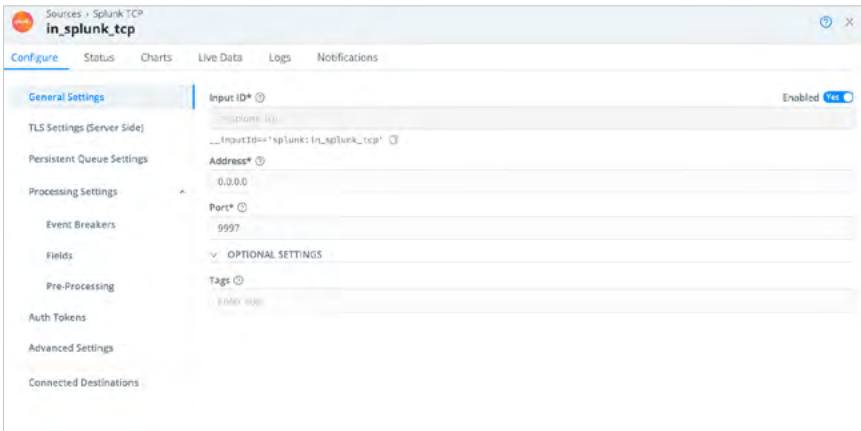 Sources > Splunk TCP
in_splunk_tcp
Configure Status Charts Live Data Logs Notifications
General Settings
TLS Settings (Server Side)
Persistent Queue Settings
Processing Settings
Event Breakers
Fields
Pre-Processing
Auth Tokens
Advanced Settings
Connected Destinations
Input ID*
Enabled Yes
__inputId=='splunk:in_splunk_tcp'
Address*
0.0.0.0
Port*
9997
OPTIONAL SETTINGS
Tags
Enter tags